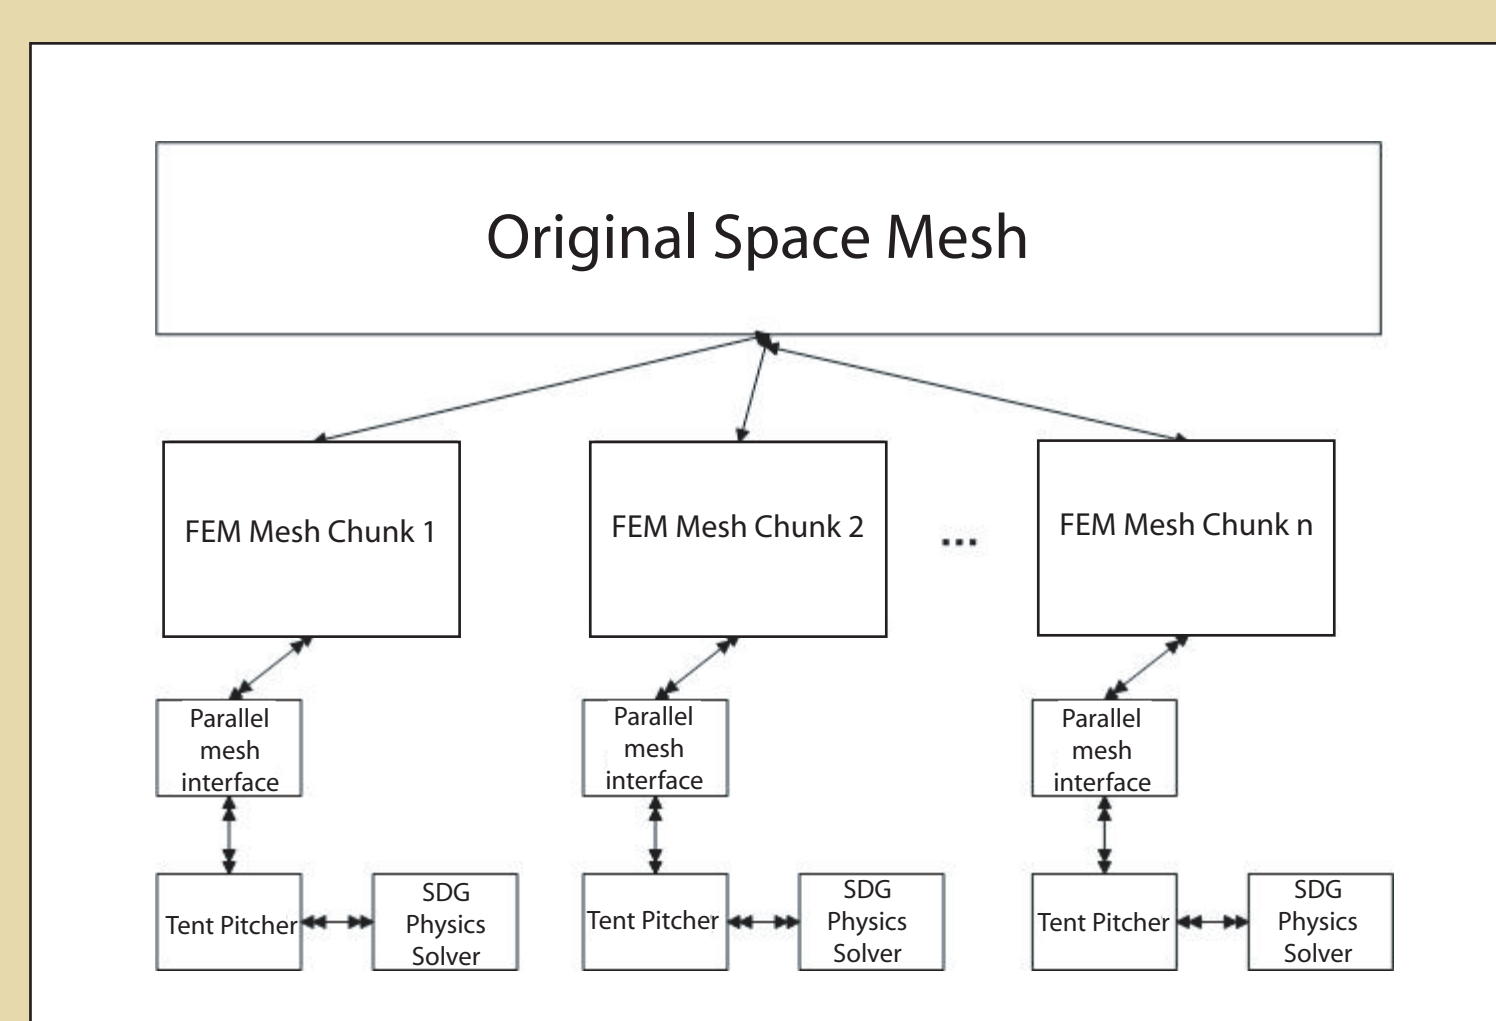 Original Space Mesh
FEM Mesh Chunk 1
FEM Mesh Chunk 2
...
FEM Mesh Chunk n
Parallel
mesh
interface
Parallel
mesh
interface
Parallel
mesh
interface
Tent Pitcher
SDG
Physics
Solver
Tent Pitcher
SDG
Physics
Solver
Tent Pitcher
SDG
Physics
Solver